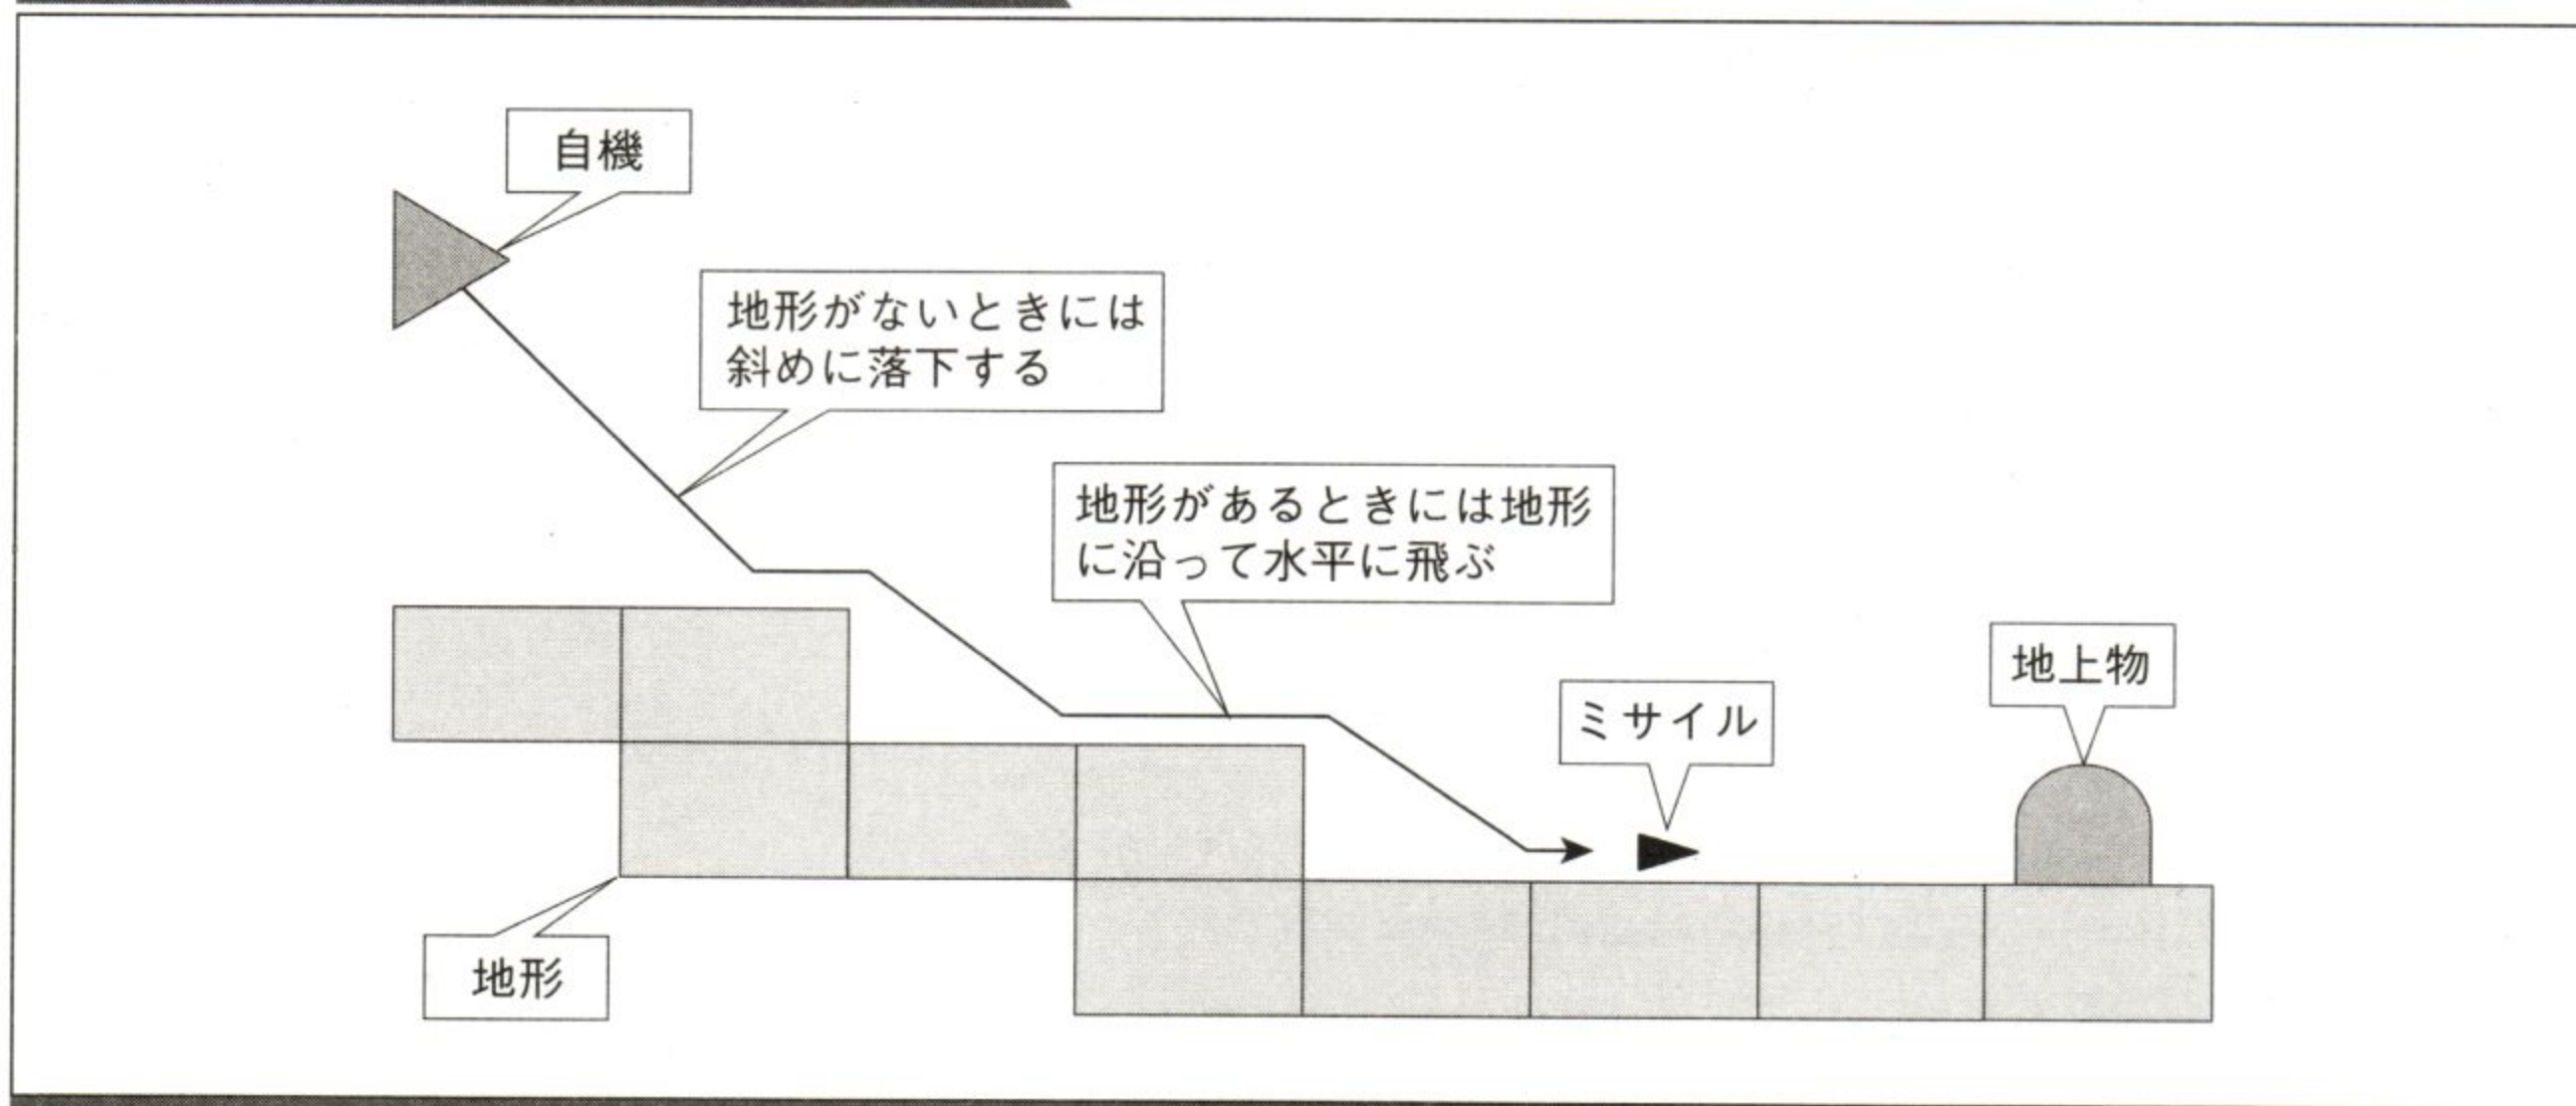 自機
地形がないときには
斜めに落下する
地形があるときには地形
に沿って水平に飛ぶ
ミサイル
地上物
地形